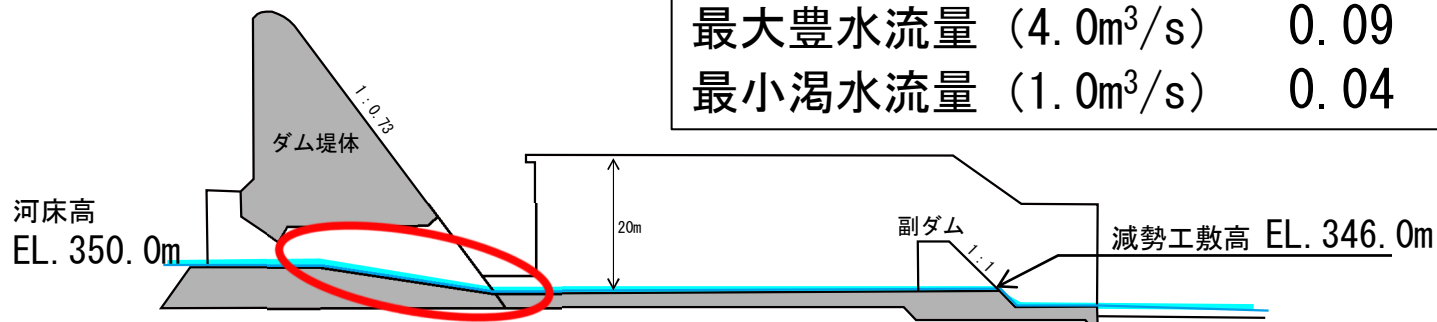 最大豊水流量（4.0m³/s） 0.09
最小渇水流量（1.0m³/s） 0.04
1:0.73
ダム堤体
河床高
EL.350.0m
20m
副ダム
1:1
減勢工敷高 EL.346.0m